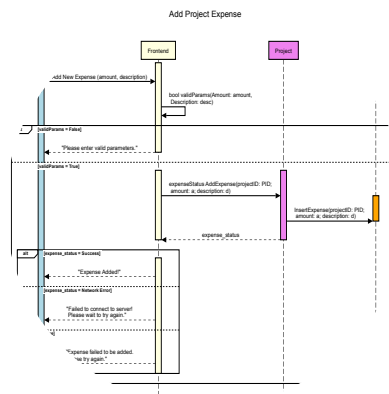 Add Project Expense
Frontend
Project
Add New Expense (amount, description)
bool validParams(Amount: amount,
Description: desc)
[validParams = False]
"Please enter valid parameters."
[validParams = True]
expenseStatus AddExpense(projectID: PID;
amount: a; description: d)
InsertExpense(projectID: PID;
amount: a; description: d)
expense_status
alt
[expense_status = Success]
"Expense Added!"
[expense_status = Network Error]
"Failed to connect to server!
Please wait to try again."
"Expense failed to be added.
try again."